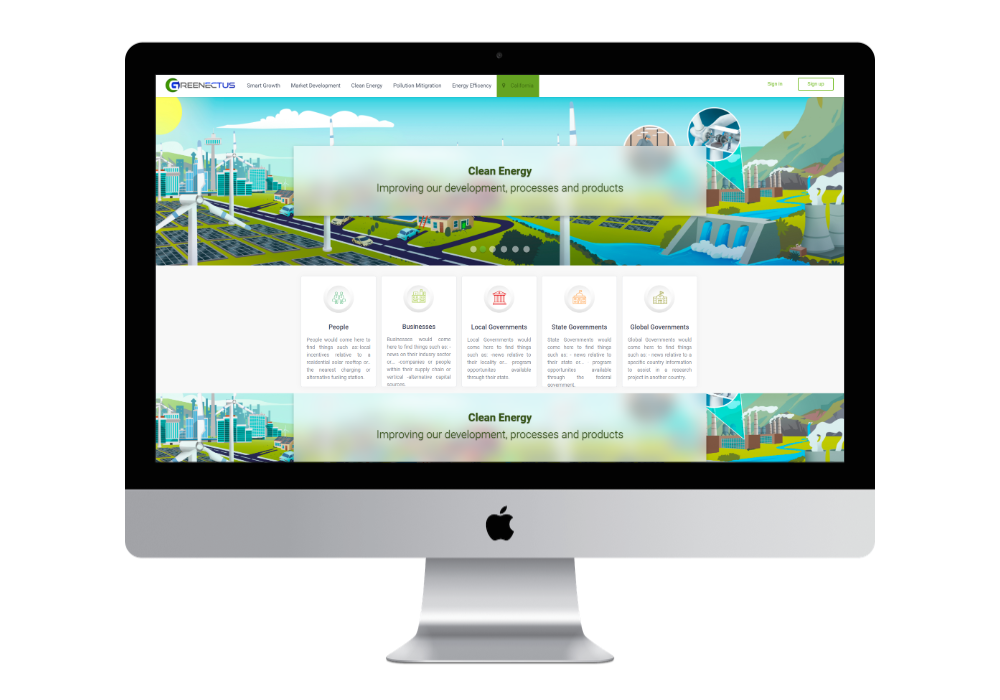 GREENECTUS Smart Growth Market Development Clean Energy Pollution Mitigation Energy Efficency California Sign in Sign up
Clean Energy
Improving our development, processes and products
People
People would come here to
find things such as: local
incentives relative to a
residential solar rooftop or..
the nearest charging or
alternative fueling station.
Businesses
Businesses would come
here to find things such as: -
news on their industry sector
or... -companies or people
within their supply chain or
vertical -alternative capital
sources.
Local Governments
Local Governments would
come here to find things
such as: -news relative to
their locality or... program
opportunites available
through their state.
State Governments
State Governments would
come here to find things
such as: - news relative to
their state or... program
opportunites available
through the federal
government.
Global Governments
Global Governments would
come here to find things
such as: - news relative to a
specific country information
to assist in a research
project in another country.
Clean Energy
Improving our development, processes and products